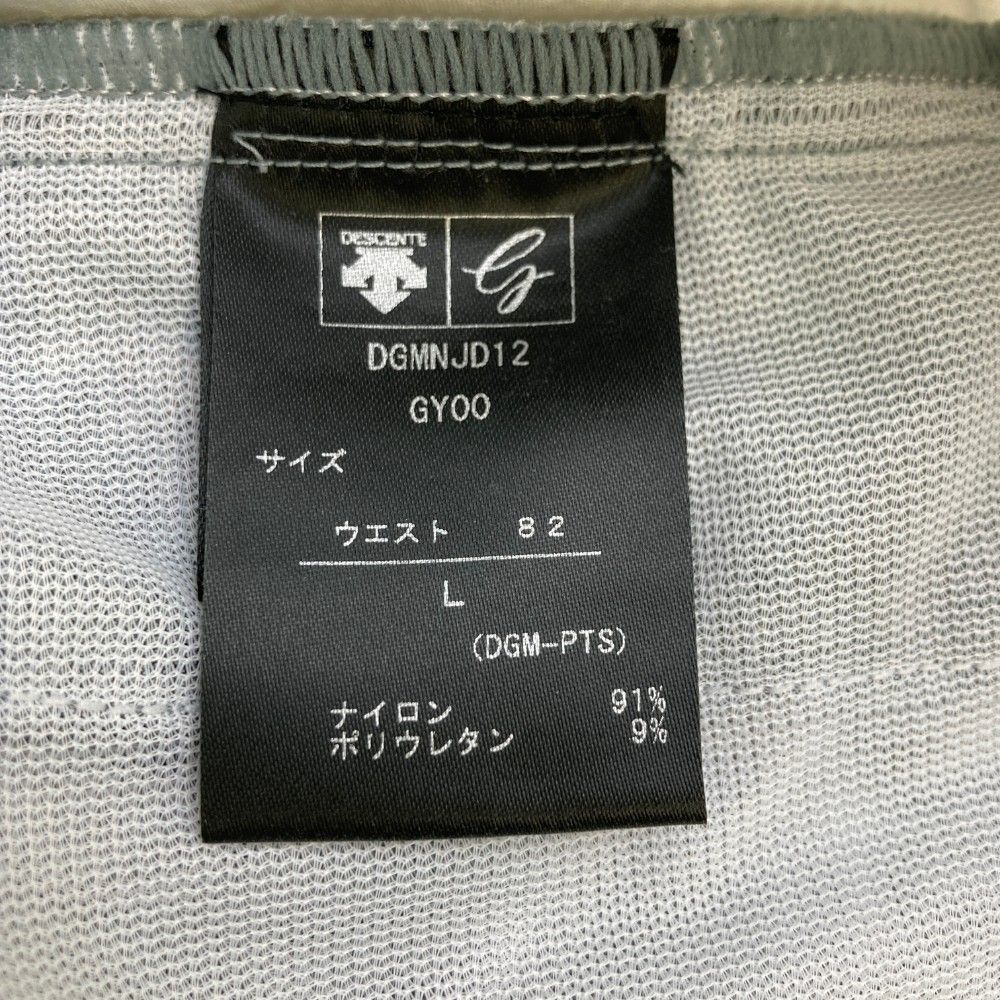 DESCENTE
G
DGMNJD12
GY00
サイズ
ウエスト 82
L
(DGM-PTS)
ナイロン 91%
ポリウレタン 9%